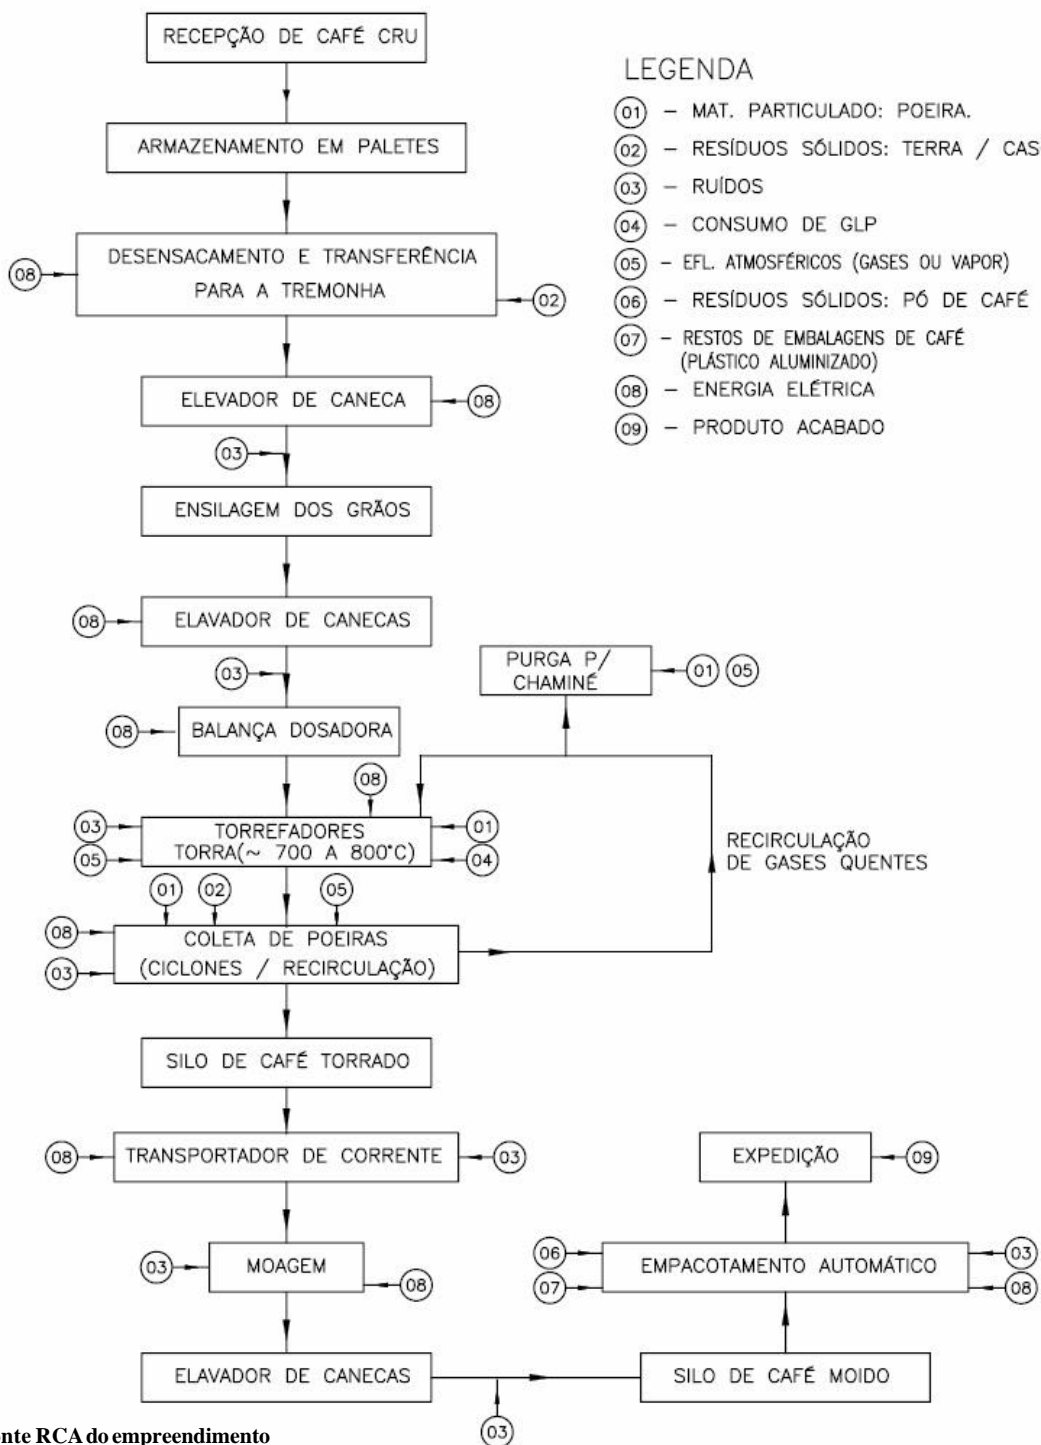 RECEPÇÃO DE CAFÉ CRU
ARMAZENAMENTO EM PALETES
DESENSACAMENTO E TRANSFERÊNCIA
PARA A TREMONHA
08
02
ELEVADOR DE CANECA
08
03
ENSILAGEM DOS GRÃOS
08
ELAVADOR DE CANECAS
03
08
BALANÇA DOSADORA
PURGA P/
CHAMINÉ
01 05
08
03
05
TORREFADORES
TORRA(~ 700 A 800°C)
01
04
RECIRCULAÇÃO
DE GASES QUENTES
01 02 05
08
03
COLETA DE POEIRAS
(CICLONES / RECIRCULAÇÃO)
SILO DE CAFÉ TORRADO
08
TRANSPORTADOR DE CORRENTE
03
03
MOAGEM
08
ELAVADOR DE CANECAS
03
SILO DE CAFÉ MOIDO
06
07
EMPACOTAMENTO AUTOMÁTICO
03
08
EXPEDIÇÃO
09
LEGENDA
01 – MAT. PARTICULADO: POEIRA.
02 – RESÍDUOS SÓLIDOS: TERRA / CAS
03 – RUÍDOS
04 – CONSUMO DE GLP
05 – EFL. ATMOSFÉRICOS (GASES OU VAPOR)
06 – RESÍDUOS SÓLIDOS: PÓ DE CAFÉ
07 – RESTOS DE EMBALAGENS DE CAFÉ
(PLÁSTICO ALUMINIZADO)
08 – ENERGIA ELÉTRICA
09 – PRODUTO ACABADO
nte RCA do empreendimento